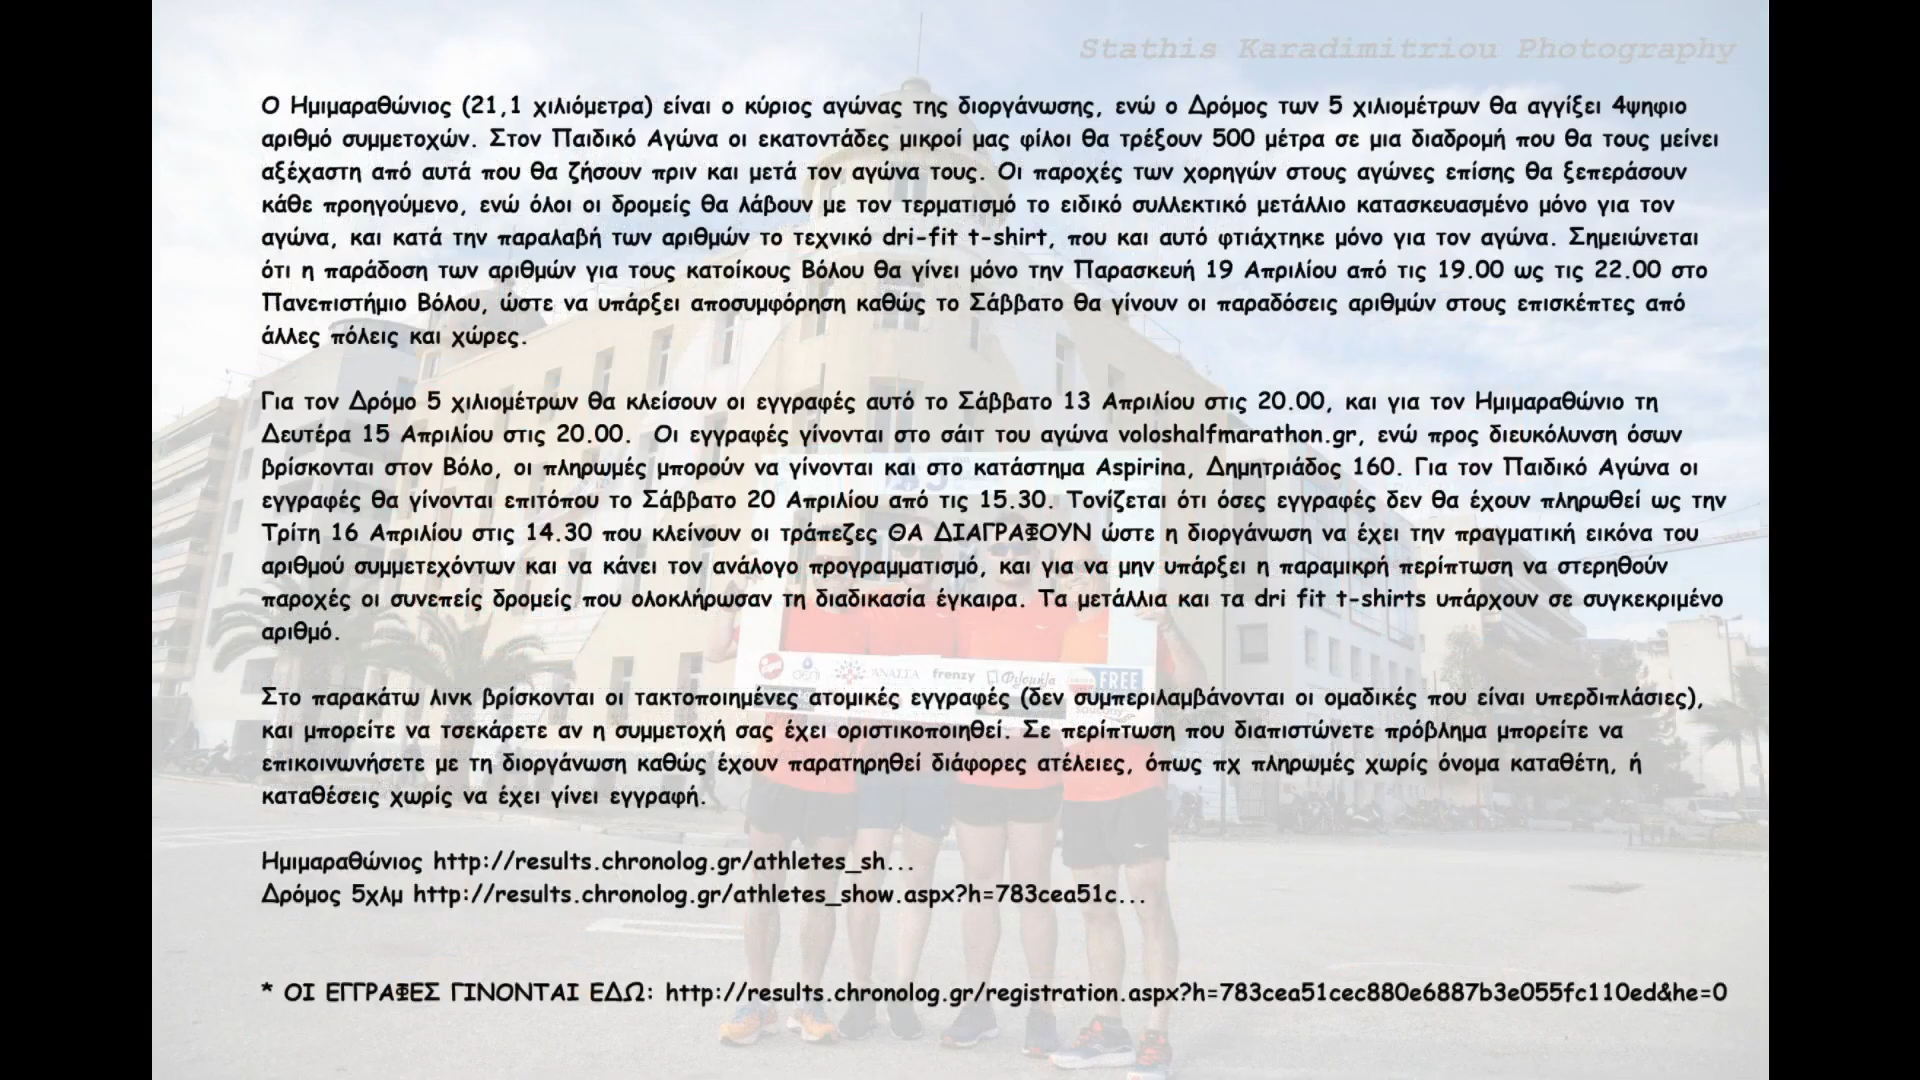 Stathis Karadimitriou Photography
Ο Ημιμαραθώνιος (21,1 χιλιόμετρα) είναι ο κύριος αγώνας της διοργάνωσης, ενώ ο Δρόμος των 5 χιλιομέτρων θα αγγίξει 4ψηφιο
αριθμό συμμετοχών. Στον Παιδικό Αγώνα οι εκατοντάδες μικροί μας φίλοι θα τρέξουν 500 μέτρα σε μια διαδρομή που θα τους μείνει
αξέχαστη από αυτά που θα ζήσουν πριν και μετά τον αγώνα τους. Οι παροχές των χορηγών στους αγώνες επίσης θα ξεπεράσουν
κάθε προηγούμενο, ενώ όλοι οι δρομείς θα λάβουν με τον τερματισμό το ειδικό συλλεκτικό μετάλλιο κατασκευασμένο μόνο για τον
αγώνα, και κατά την παραλαβή των αριθμών το τεχνικό dri-fit t-shirt, που και αυτό φτιάχτηκε μόνο για τον αγώνα. Σημειώνεται
ότι η παράδοση των αριθμών για τους κατοίκους Βόλου θα γίνει μόνο την Παρασκευή 19 Απριλίου από τις 19.00 ως τις 22.00 στο
Πανεπιστήμιο Βόλου, ώστε να υπάρξει αποσυμφόρηση καθώς το Σάββατο θα γίνουν οι παραδόσεις αριθμών στους επισκέπτες από
άλλες πόλεις και χώρες.
Για τον Δρόμο 5 χιλιομέτρων θα κλείσουν οι εγγραφές αυτό το Σάββατο 13 Απριλίου στις 20.00, και για τον Ημιμαραθώνιο τη
Δευτέρα 15 Απριλίου στις 20.00. Οι εγγραφές γίνονται στο σάιτ του αγώνα voloshalfmarathon.gr, ενώ προς διευκόλυνση όσων
βρίσκονται στον Βόλο, οι πληρωμές μπορούν να γίνονται και στο κατάστημα Aspirina, Δημητριάδος 160. Για τον Παιδικό Αγώνα οι
εγγραφές θα γίνονται επιτόπου το Σάββατο 20 Απριλίου από τις 15.30. Τονίζεται ότι όσες εγγραφές δεν θα έχουν πληρωθεί ως την
Τρίτη 16 Απριλίου στις 14.30 που κλείνουν οι τράπεζες ΘΑ ΔΙΑΓΡΑΦΟΥΝ ώστε η διοργάνωση να έχει την πραγματική εικόνα του
αριθμού συμμετεχόντων και να κάνει τον ανάλογο προγραμματισμό, και για να μην υπάρξει η παραμικρή περίπτωση να στερηθούν
παροχές οι συνεπείς δρομείς που ολοκλήρωσαν τη διαδικασία έγκαιρα. Τα μετάλλια και τα dri fit t-shirts υπάρχουν σε συγκεκριμένο
αριθμό.
ΑΝΑΣΣΑ frenzy Φιλομήλα FREE
Στο παρακάτω λινκ βρίσκονται οι τακτοποιημένες ατομικές εγγραφές (δεν συμπεριλαμβάνονται οι ομαδικές που είναι υπερδιπλάσιες),
και μπορείτε να τσεκάρετε αν η συμμετοχή σας έχει οριστικοποιηθεί. Σε περίπτωση που διαπιστώνετε πρόβλημα μπορείτε να
επικοινωνήσετε με τη διοργάνωση καθώς έχουν παρατηρηθεί διάφορες ατέλειες, όπως πχ πληρωμές χωρίς όνομα καταθέτη, ή
καταθέσεις χωρίς να έχει γίνει εγγραφή.
Ημιμαραθώνιος http://results.chronolog.gr/athletes_sh...
Δρόμος 5χλμ http://results.chronolog.gr/athletes_show.aspx?h=783cea51c...
* ΟΙ ΕΓΓΡΑΦΕΣ ΓΙΝΟΝΤΑΙ ΕΔΩ: http://results.chronolog.gr/registration.aspx?h=783cea51cec880e6887b3e055fc110ed&he=0